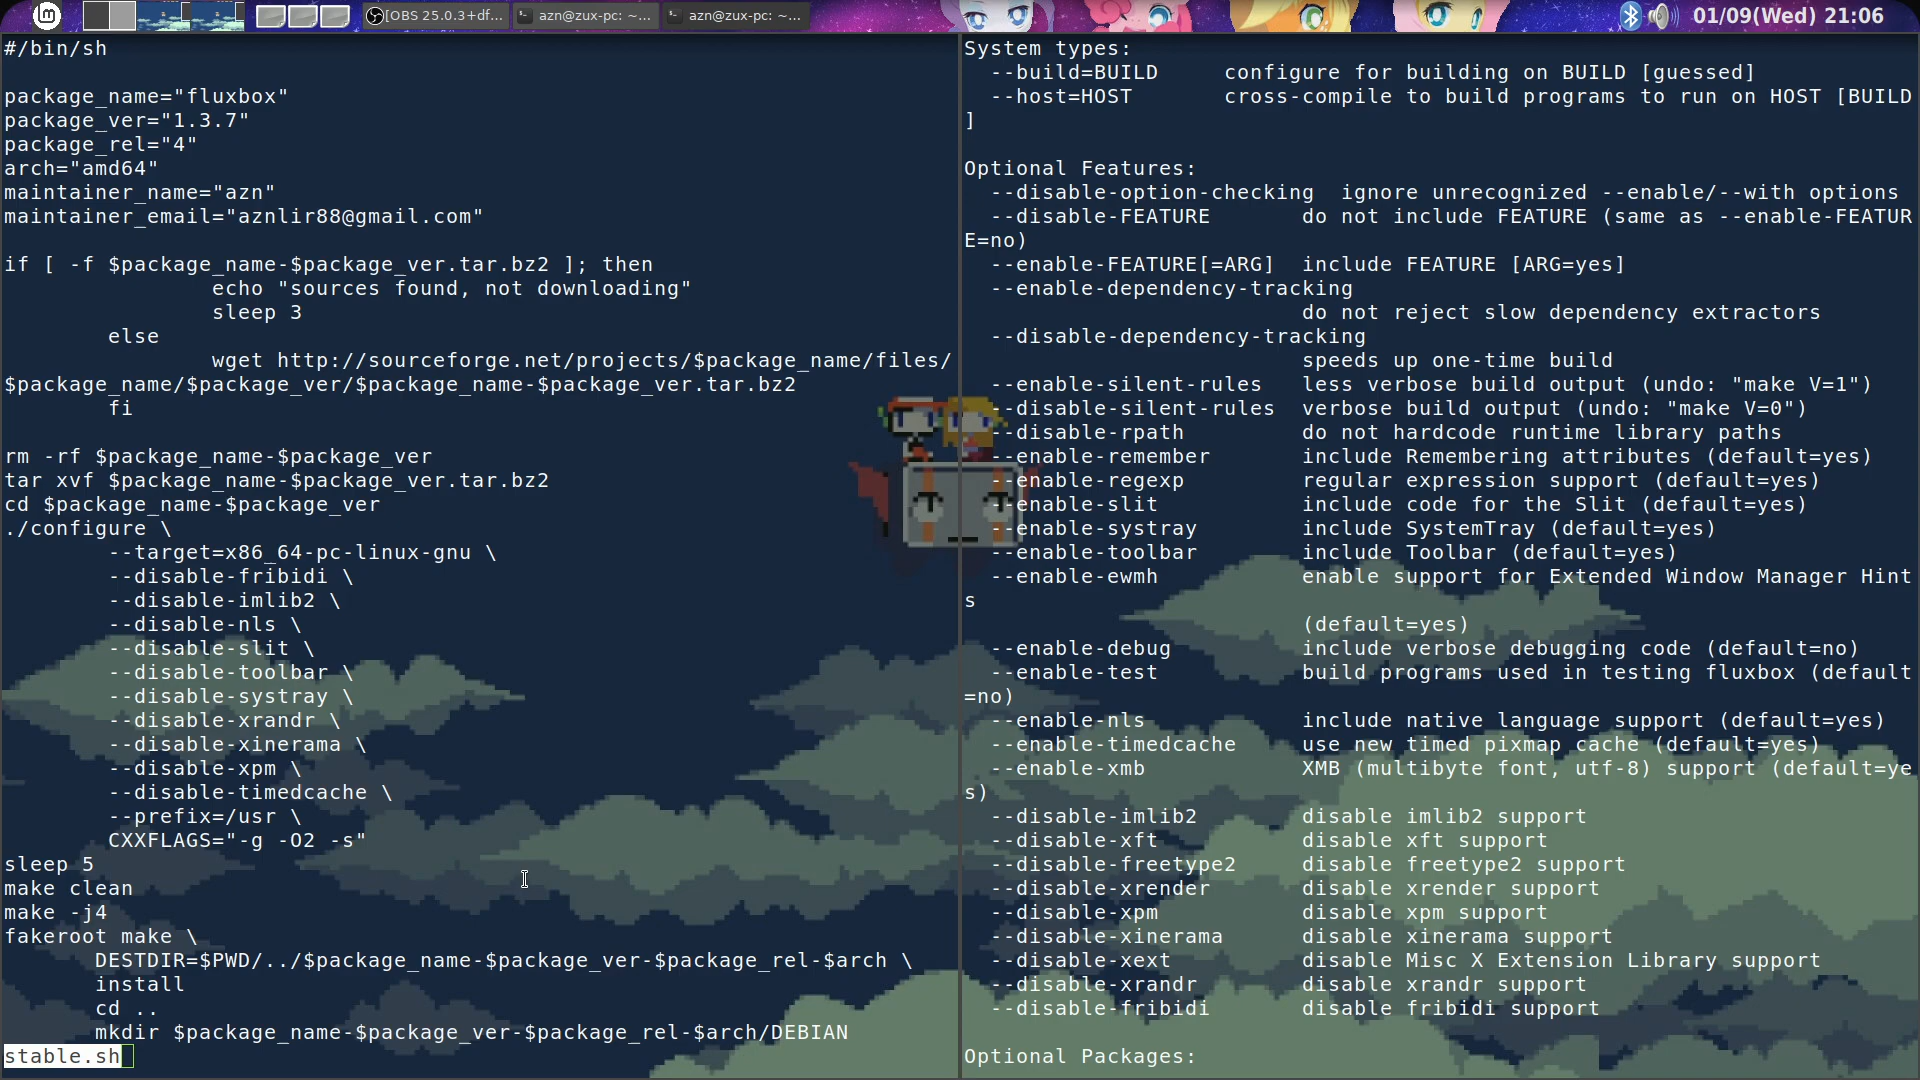 [OBS 25.0.3+df...
azn@zux-pc: ~...
azn@zux-pc: ~...
01/09(Wed) 21:06
#/bin/sh
package_name="fluxbox"
package_ver="1.3.7"
package_rel="4"
arch="amd64"
maintainer_name="azn"
maintainer_email="aznlir88@gmail.com"
if [ -f $package_name-$package_ver.tar.bz2 ]; then
echo "sources found, not downloading"
sleep 3
else
wget http://sourceforge.net/projects/$package_name/files/
$package_name/$package_ver/$package_name-$package_ver.tar.bz2
fi
rm -rf $package_name-$package_ver
tar xvf $package_name-$package_ver.tar.bz2
cd $package_name-$package_ver
./configure \
--target=x86_64-pc-linux-gnu \
--disable-fribidi \
--disable-imlib2 \
--disable-nls \
--disable-slit \
--disable-toolbar \
--disable-systray \
--disable-xrandr \
--disable-xinerama \
--disable-xpm \
--disable-timedcache \
--prefix=/usr \
CXXFLAGS="-g -O2 -s"
sleep 5
make clean
make -j4
fakeroot make \
DESTDIR=$PWD/../$package_name-$package_ver-$package_rel-$arch \
install
cd ..
mkdir $package_name-$package_ver-$package_rel-$arch/DEBIAN
stable.sh
System types:
--build=BUILD configure for building on BUILD [guessed]
--host=HOST cross-compile to build programs to run on HOST [BUILD
]
Optional Features:
--disable-option-checking ignore unrecognized --enable/--with options
--disable-FEATURE do not include FEATURE (same as --enable-FEATUR
E=no)
--enable-FEATURE[=ARG] include FEATURE [ARG=yes]
--enable-dependency-tracking
do not reject slow dependency extractors
--disable-dependency-tracking
speeds up one-time build
--enable-silent-rules less verbose build output (undo: "make V=1")
--disable-silent-rules verbose build output (undo: "make V=0")
--disable-rpath do not hardcode runtime library paths
--enable-remember include Remembering attributes (default=yes)
--enable-regexp regular expression support (default=yes)
--enable-slit include code for the Slit (default=yes)
--enable-systray include SystemTray (default=yes)
--enable-toolbar include Toolbar (default=yes)
--enable-ewmh enable support for Extended Window Manager Hint
s
(default=yes)
--enable-debug include verbose debugging code (default=no)
--enable-test build programs used in testing fluxbox (default
=no)
--enable-nls include native language support (default=yes)
--enable-timedcache use new timed pixmap cache (default=yes)
--enable-xmb XMB (multibyte font, utf-8) support (default=ye
s)
--disable-imlib2 disable imlib2 support
--disable-xft disable xft support
--disable-freetype2 disable freetype2 support
--disable-xrender disable xrender support
--disable-xpm disable xpm support
--disable-xinerama disable xinerama support
--disable-xext disable Misc X Extension Library support
--disable-xrandr disable xrandr support
--disable-fribidi disable fribidi support
Optional Packages: